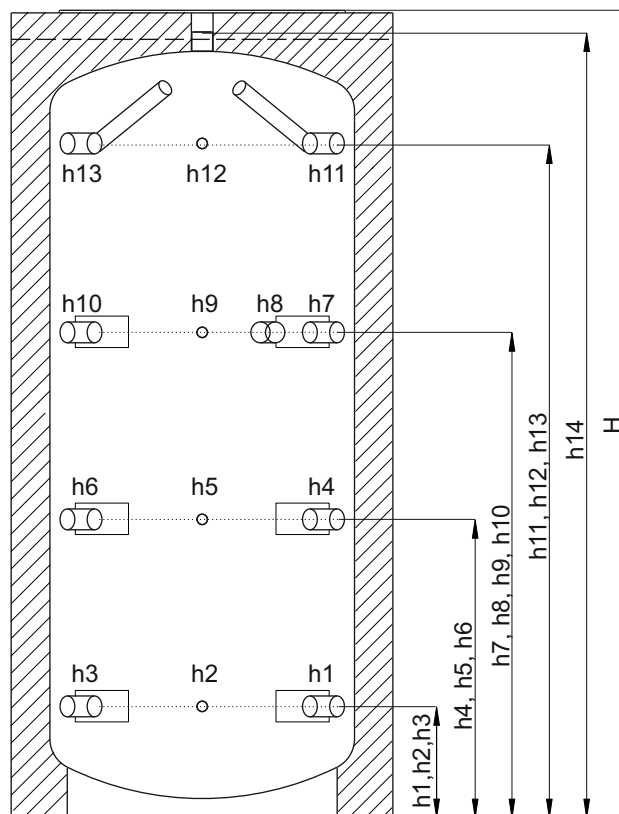 h13 h12 h11
h10 h9 h8 h7
h6 h5 h4
h3 h2 h1
h1,h2,h3
h4, h5, h6
h7, h8, h9, h10
h11, h12, h13
h14
H